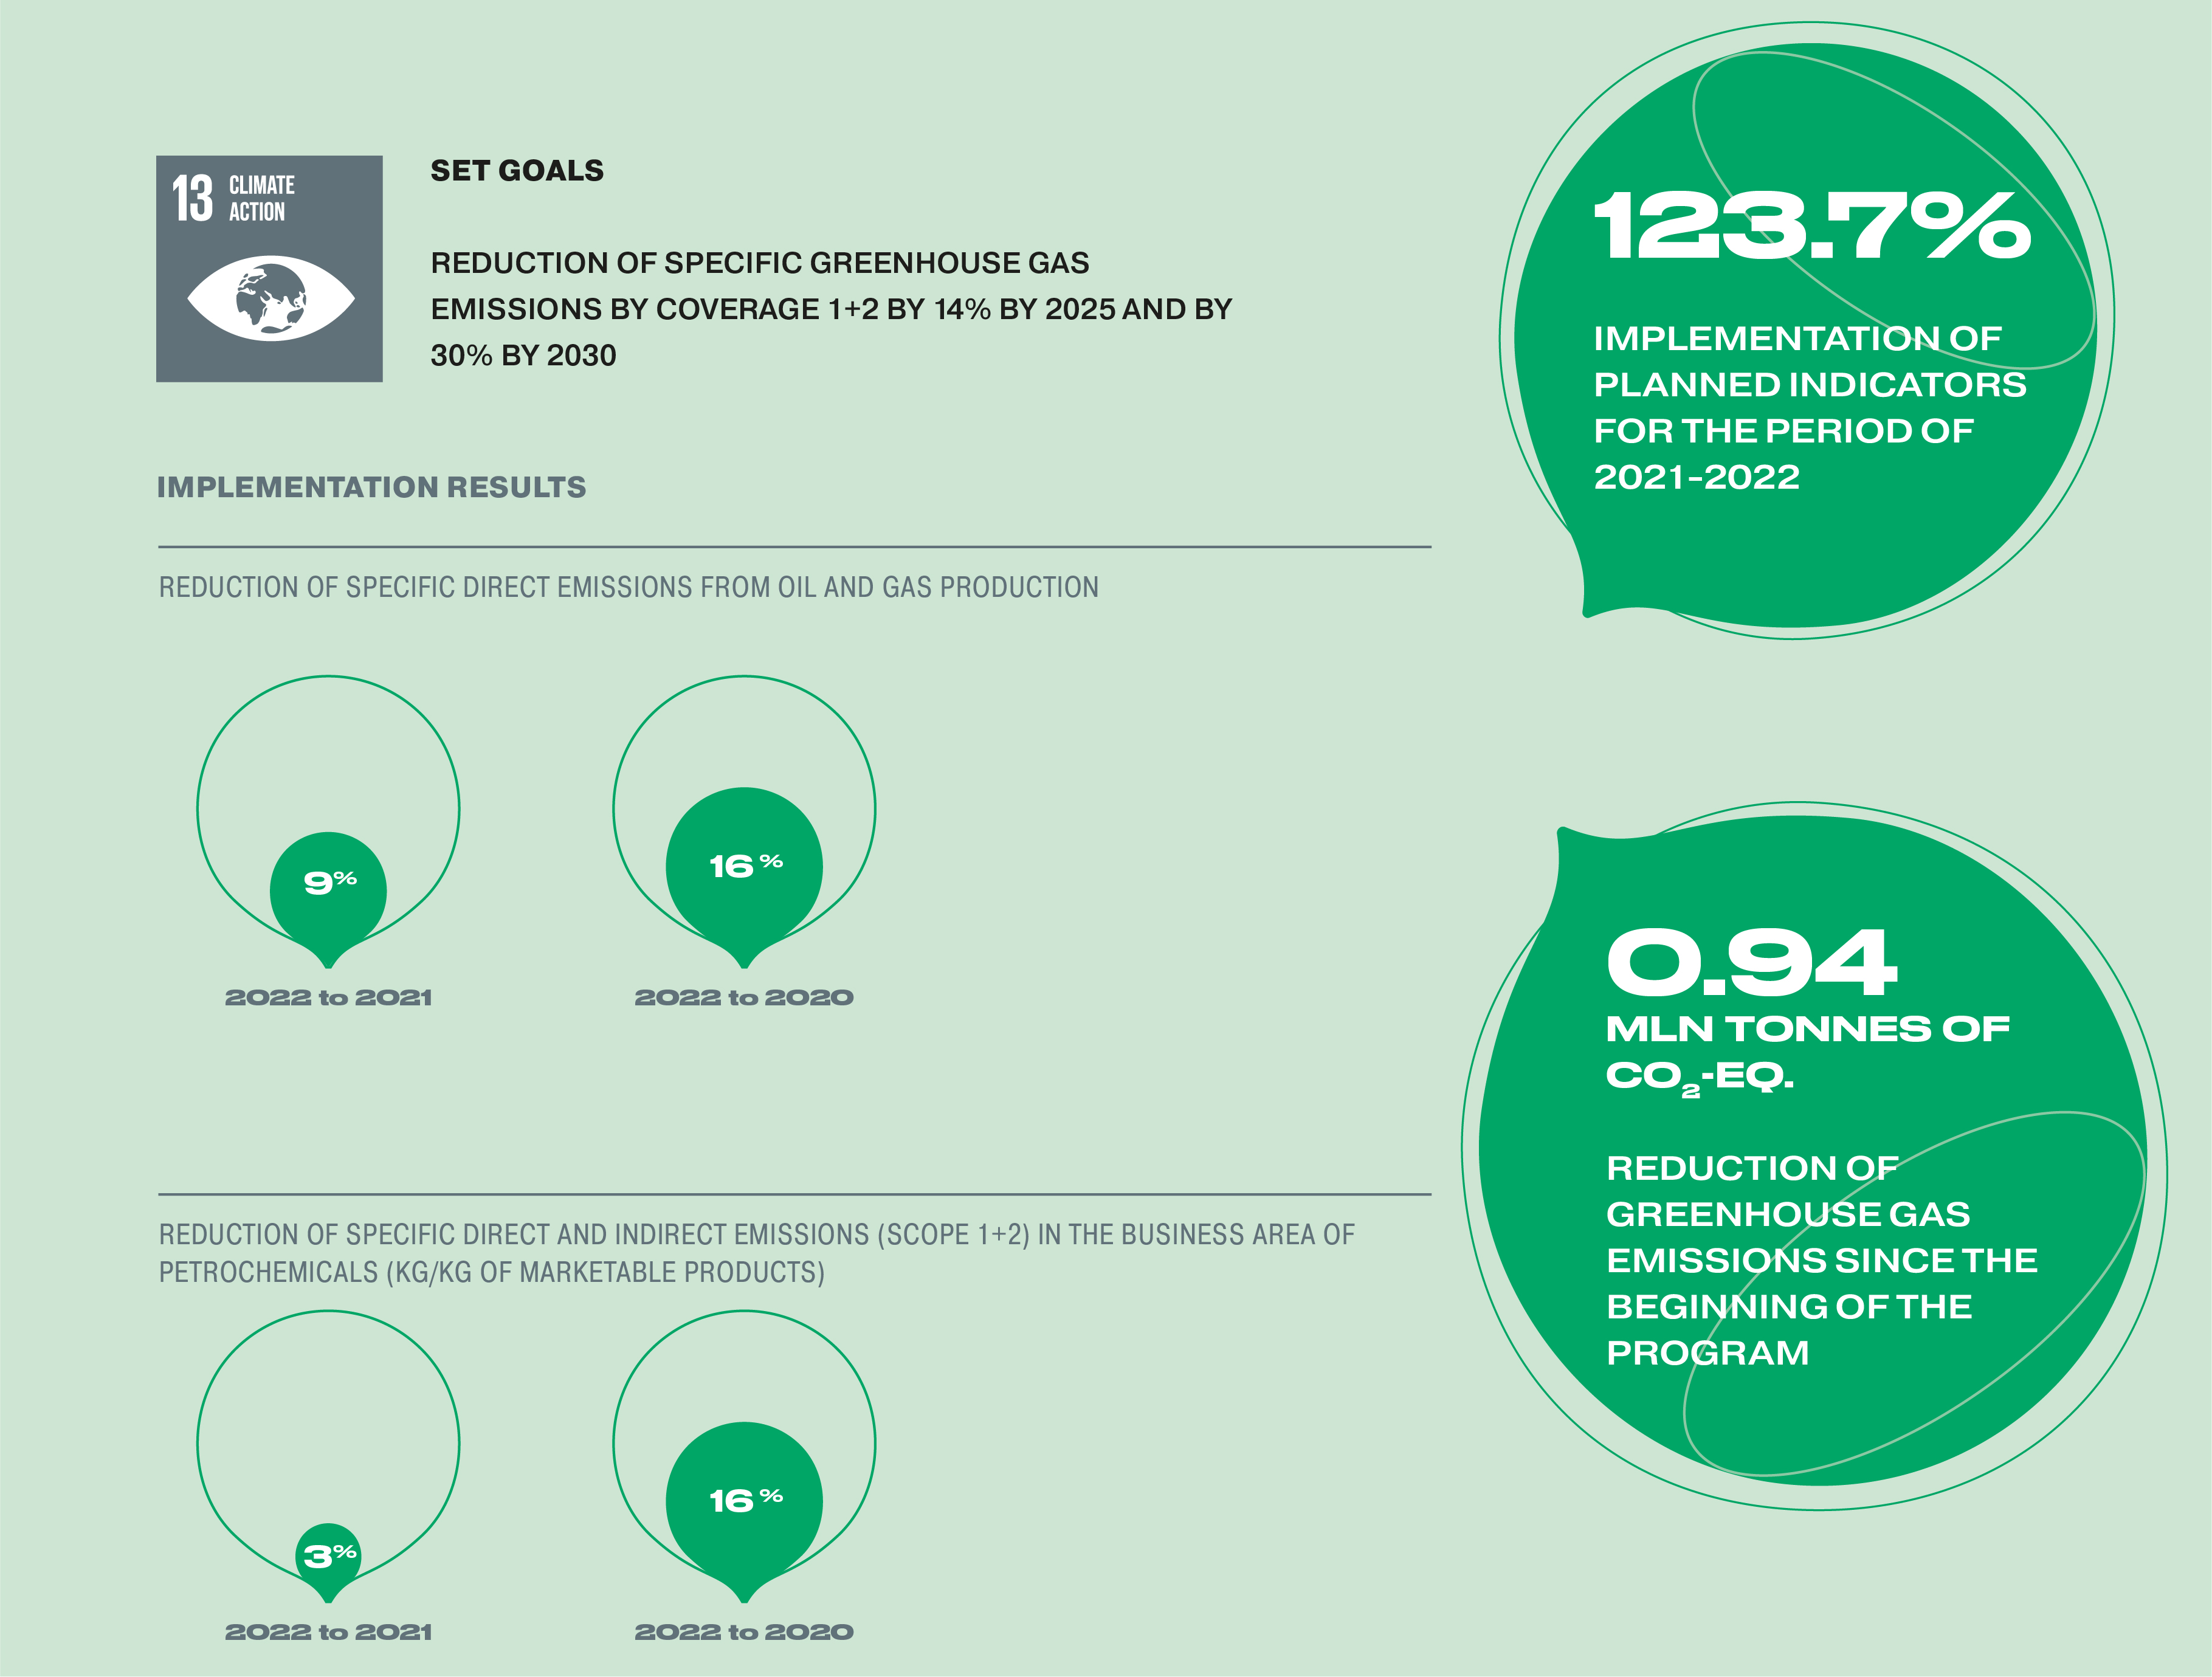 13 CLIMATE
ACTION
SET GOALS
REDUCTION OF SPECIFIC GREENHOUSE GAS
EMISSIONS BY COVERAGE 1+2 BY 14% BY 2025 AND BY
30% BY 2030
IMPLEMENTATION RESULTS
REDUCTION OF SPECIFIC DIRECT EMISSIONS FROM OIL AND GAS PRODUCTION
9%
16 %
2022 to 2021
2022 to 2020
REDUCTION OF SPECIFIC DIRECT AND INDIRECT EMISSIONS (SCOPE 1+2) IN THE BUSINESS AREA OF
PETROCHEMICALS (KG/KG OF MARKETABLE PRODUCTS)
3%
16 %
2022 to 2021
2022 to 2020
123.7%
IMPLEMENTATION OF
PLANNED INDICATORS
FOR THE PERIOD OF
2021-2022
0.94
MLN TONNES OF
CO₂-EQ.
REDUCTION OF
GREENHOUSE GAS
EMISSIONS SINCE THE
BEGINNING OF THE
PROGRAM